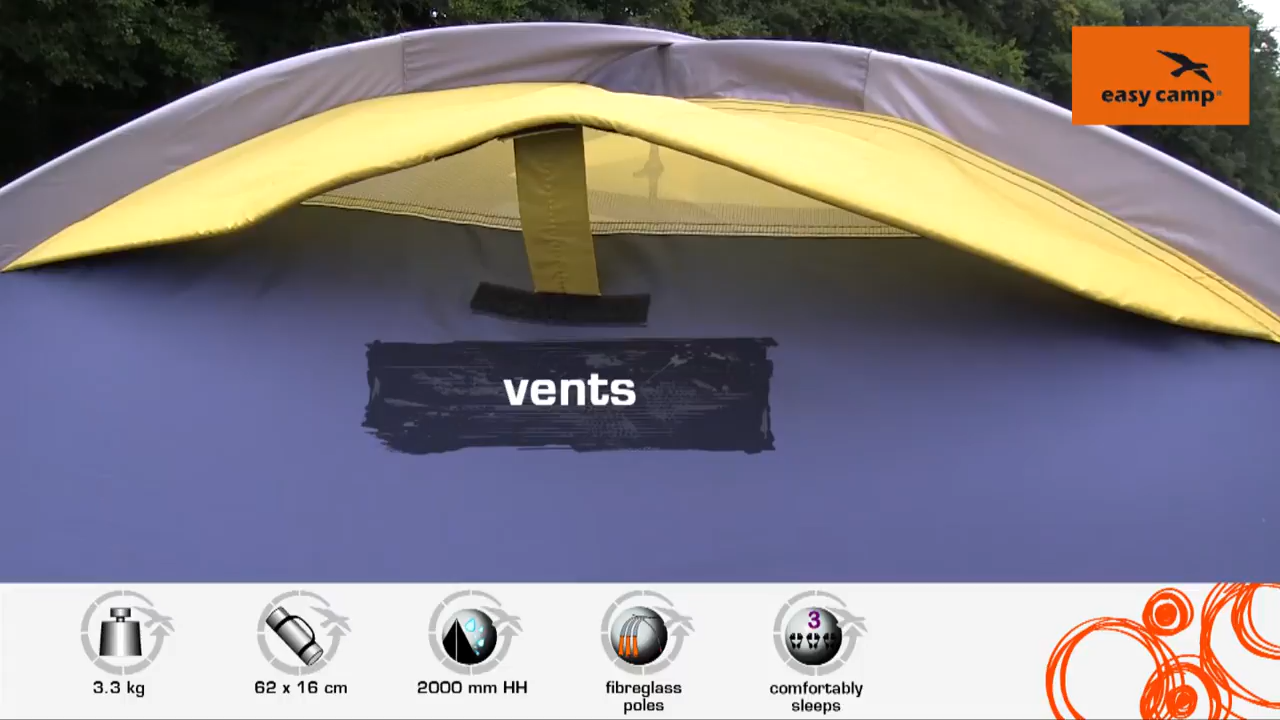 easy camp®
vents
3
3.3 kg
62 x 16 cm
2000 mm HH
fibreglass
poles
comfortably
sleeps